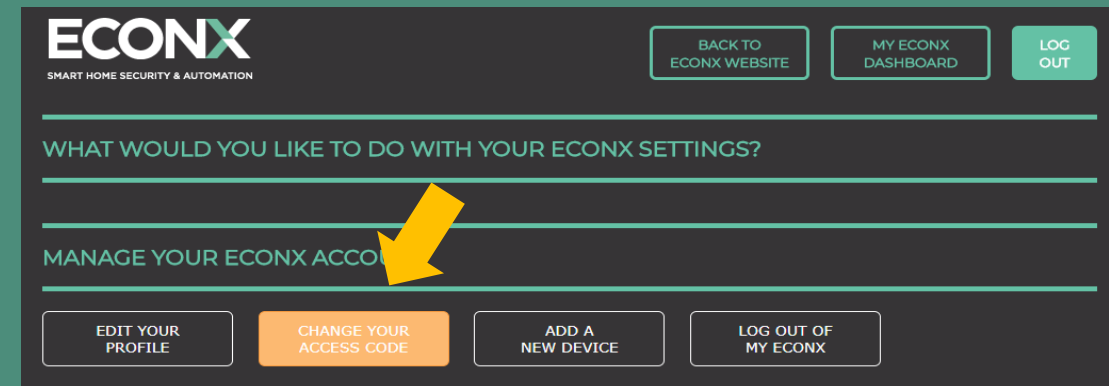 ECONX
SMART HOME SECURITY & AUTOMATION
BACK TO
ECONX WEBSITE
MY ECONX
DASHBOARD
LOG
OUT
WHAT WOULD YOU LIKE TO DO WITH YOUR ECONX SETTINGS?
MANAGE YOUR ECONX
EDIT YOUR
PROFILE
CHANGE YOUR
ACCESS CODE
ADD A
NEW DEVICE
LOG OUT OF
MY ECONX